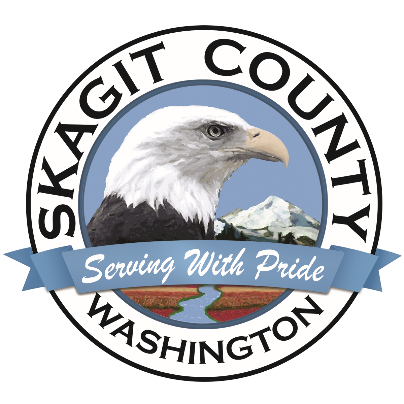 SKAGIT COUNTY
Serving With Pride
WASHINGTON